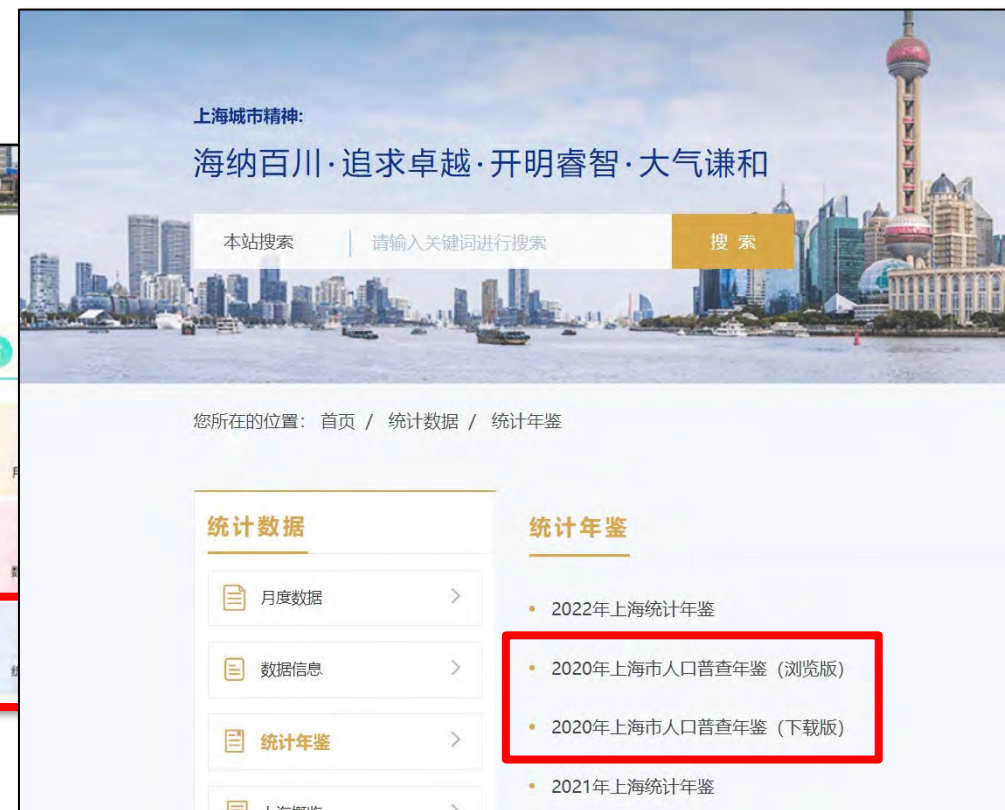 上海城市精神:
海纳百川·追求卓越·开明睿智·大气谦和
本站搜索 请输入关键词进行搜索 搜 索
您所在的位置: 首页 / 统计数据 / 统计年鉴
统计数据
月度数据
数据信息
统计年鉴
上海概览
统计年鉴
2022年上海统计年鉴
2020年上海市人口普查年鉴（浏览版）
2020年上海市人口普查年鉴（下载版）
2021年上海统计年鉴